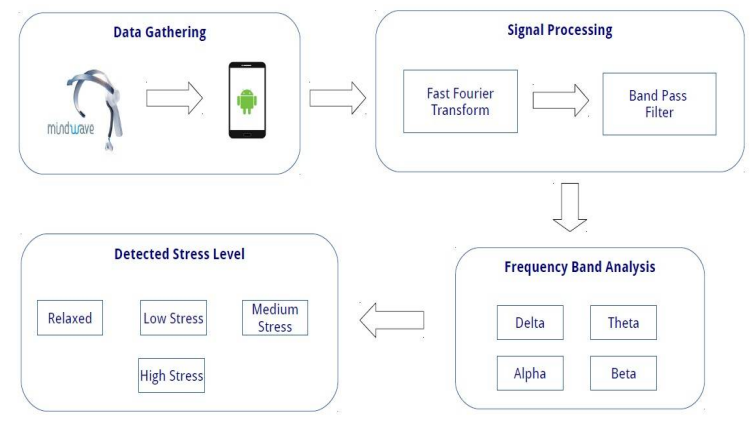 Data Gathering
mindwave
Signal Processing
Fast Fourier
Transform
Band Pass
Filter
Frequency Band Analysis
Delta
Theta
Alpha
Beta
Detected Stress Level
Relaxed
Low Stress
Medium
Stress
High Stress